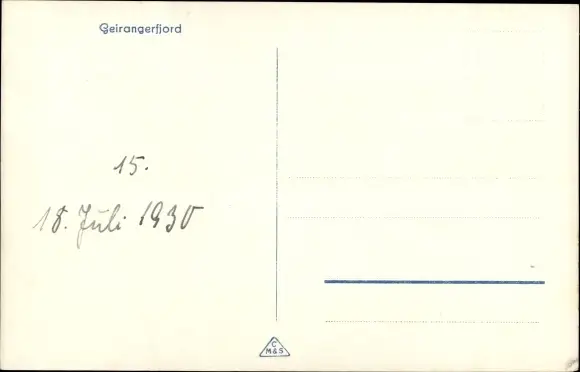 Geirangerfjord
15.
18. Juli 1930
C
M&S